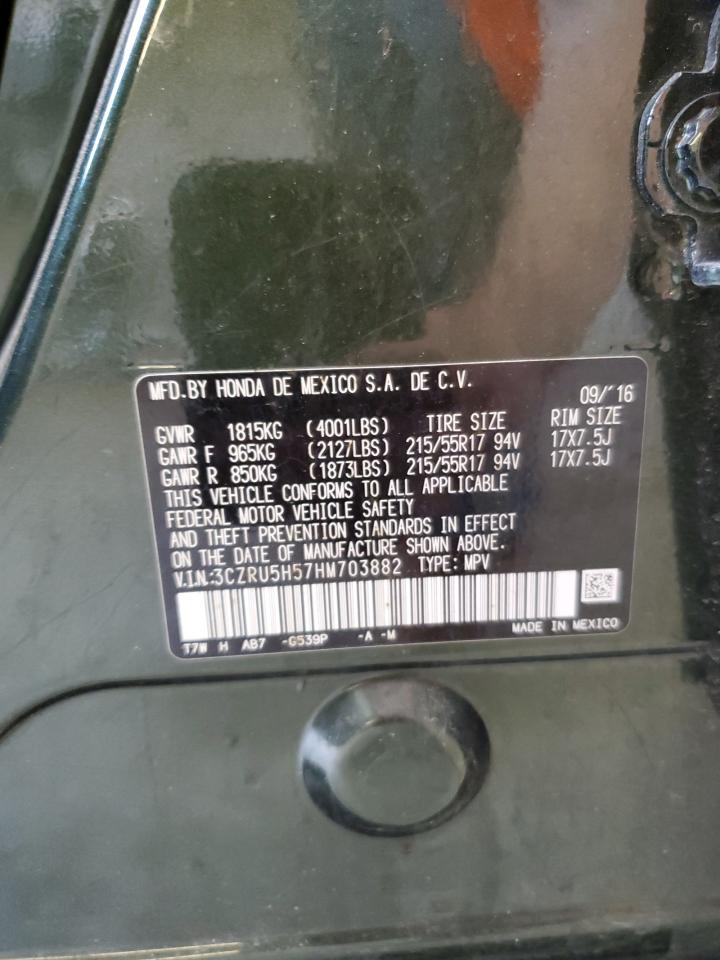 MFD.BY HONDA DE MEXICO S.A. DE C.V.
09/'16
GVWR 1815KG (4001LBS) TIRE SIZE RIM SIZE
GAWR F 965KG (2127LBS) 215/55R17 94V 17X7.5J
GAWR R 850KG (1873LBS) 215/55R17 94V 17X7.5J
THIS VEHICLE CONFORMS TO ALL APPLICABLE
FEDERAL MOTOR VEHICLE SAFETY
AND THEFT PREVENTION STANDARDS IN EFFECT
ON THE DATE OF MANUFACTURE SHOWN ABOVE.
V.I.N.:3CZRU5H57HM703882 TYPE: MPV
T7W H AB7 -G539P -A -M MADE IN MEXICO